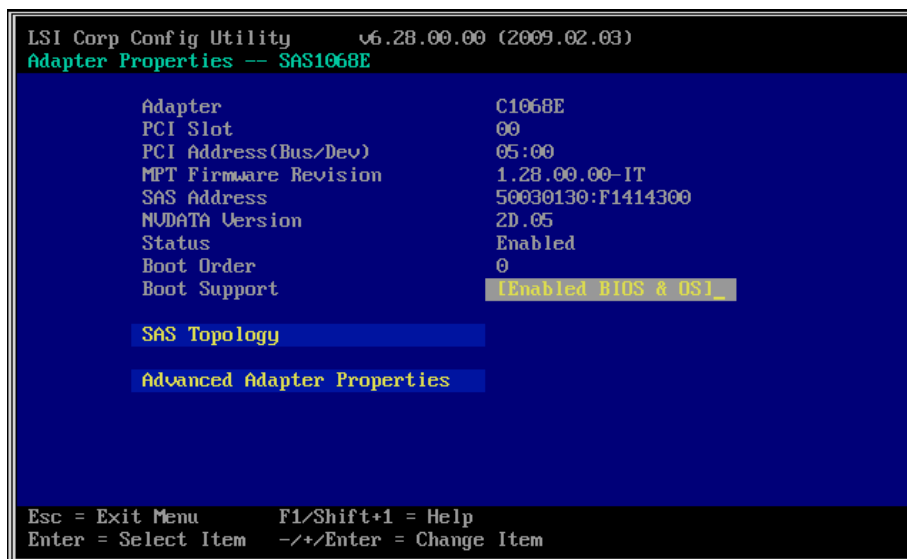 LSI Corp Config Utility v6.28.00.00 (2009.02.03)
Adapter Properties -- SAS1068E
Adapter C1068E
PCI Slot 00
PCI Address(Bus/Dev) 05:00
MPT Firmware Revision 1.28.00.00-IT
SAS Address 50030130:F1414300
NVDATA Version 2D.05
Status Enabled
Boot Order 0
Boot Support [Enabled BIOS & OS]_
SAS Topology
Advanced Adapter Properties
Esc = Exit Menu F1/Shift+1 = Help
Enter = Select Item -/+/Enter = Change Item